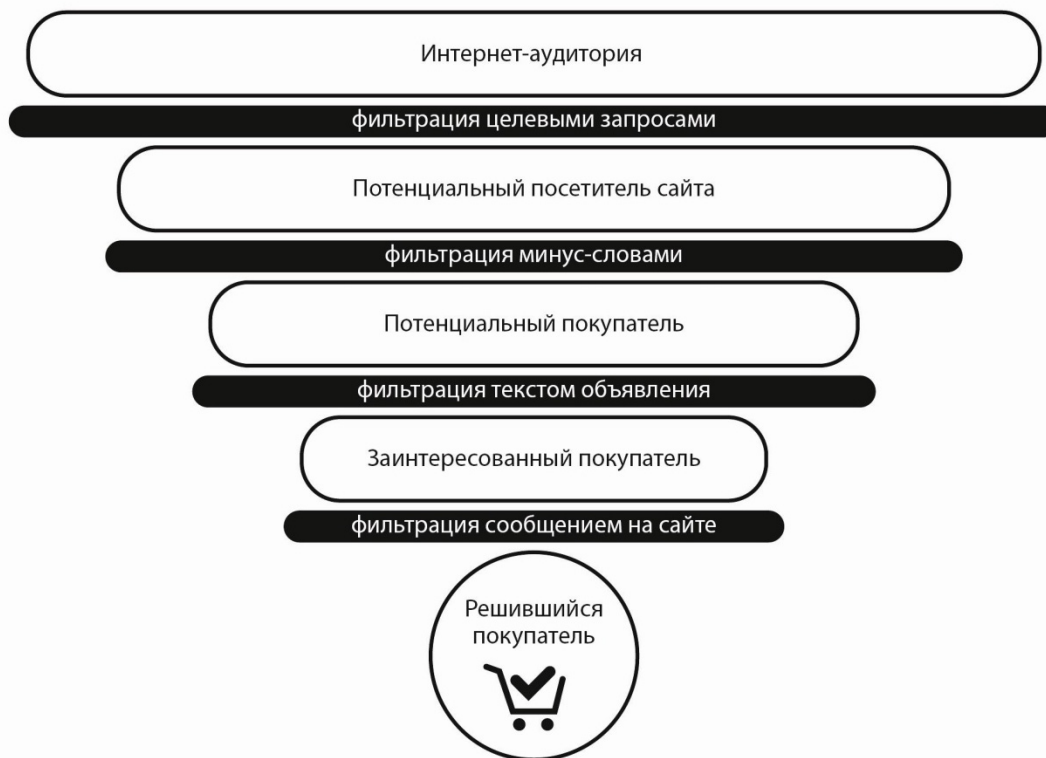 Интернет-аудитория
фильтрация целевыми запросами
Потенциальный посетитель сайта
фильтрация минус-словами
Потенциальный покупатель
фильтрация текстом объявления
Заинтересованный покупатель
фильтрация сообщением на сайте
Решившийся
покупатель